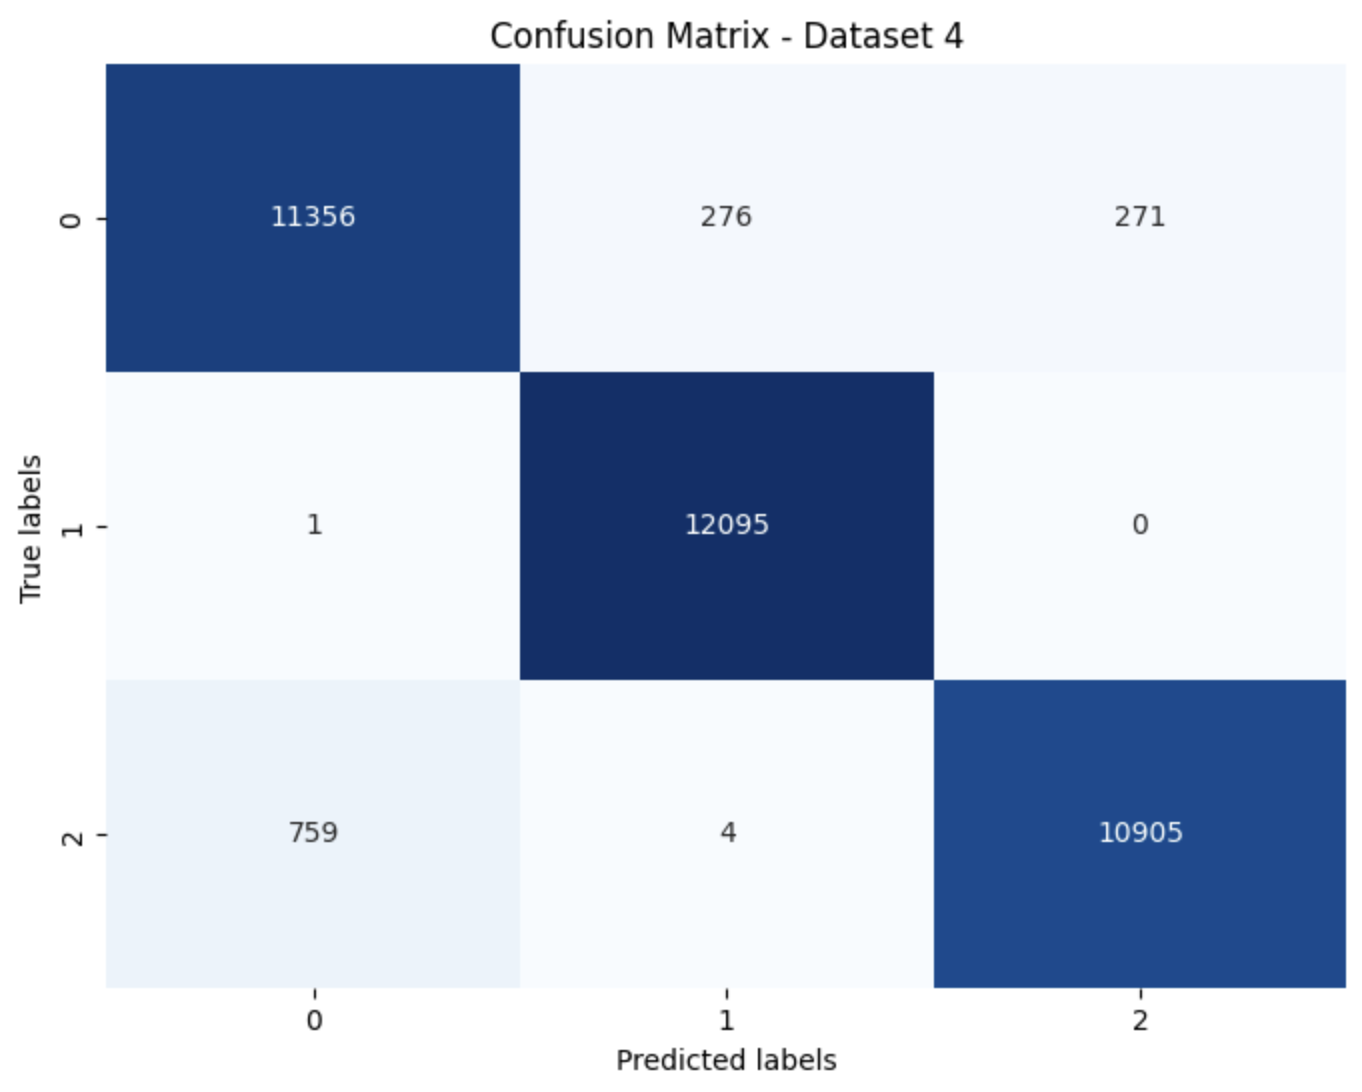 Confusion Matrix - Dataset 4
0
11356 276 271
1
1 12095 0
2
759 4 10905
True labels
0 1 2
Predicted labels